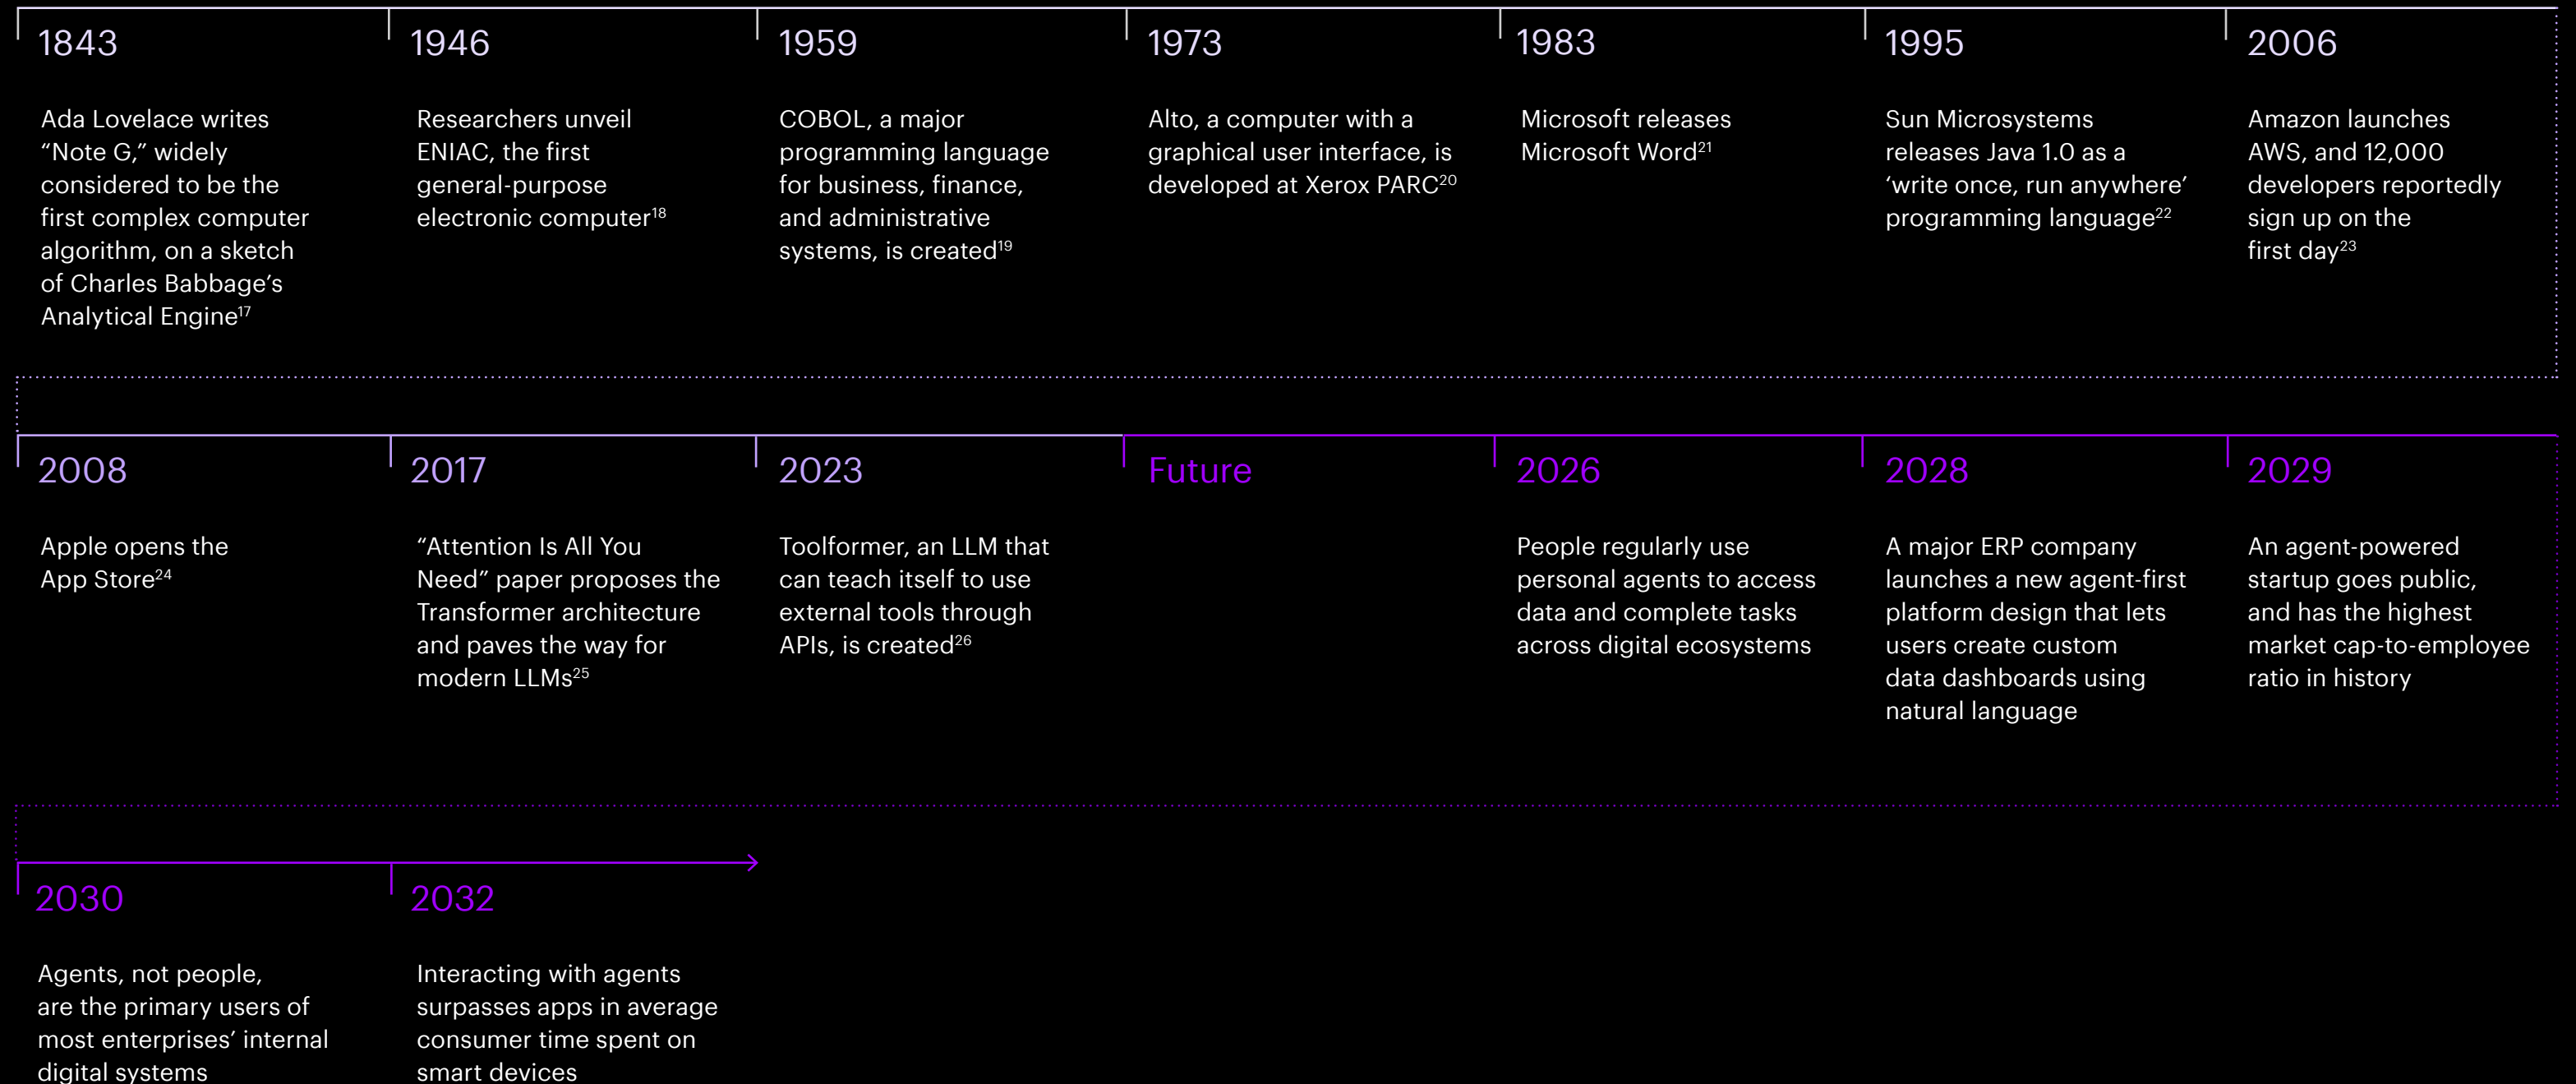 1843
Ada Lovelace writes
“Note G,” widely
considered to be the
first complex computer
algorithm, on a sketch
of Charles Babbage’s
Analytical Engine17
1946
Researchers unveil
ENIAC, the first
general-purpose
electronic computer18
1959
COBOL, a major
programming language
for business, finance,
and administrative
systems, is created19
1973
Alto, a computer with a
graphical user interface, is
developed at Xerox PARC20
1983
Microsoft releases
Microsoft Word21
1995
Sun Microsystems
releases Java 1.0 as a
‘write once, run anywhere’
programming language22
2006
Amazon launches
AWS, and 12,000
developers reportedly
sign up on the
first day23
2008
Apple opens the
App Store24
2017
“Attention Is All You
Need” paper proposes the
Transformer architecture
and paves the way for
modern LLMs25
2023
Toolformer, an LLM that
can teach itself to use
external tools through
APIs, is created26
Future
2026
People regularly use
personal agents to access
data and complete tasks
across digital ecosystems
2028
A major ERP company
launches a new agent-first
platform design that lets
users create custom
data dashboards using
natural language
2029
An agent-powered
startup goes public,
and has the highest
market cap-to-employee
ratio in history
2030
Agents, not people,
are the primary users of
most enterprises’ internal
digital systems
2032
Interacting with agents
surpasses apps in average
consumer time spent on
smart devices